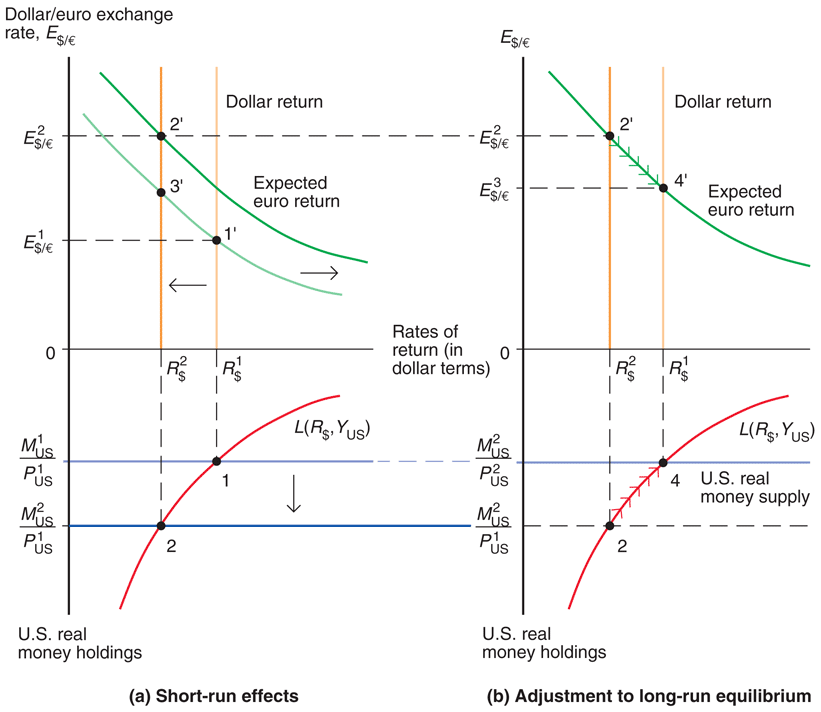 Dollar/euro exchange
rate, E$/€
E$/€
Dollar return
Dollar return
2'
2'
E²$/€
E²$/€
3'
4'
E³$/€
Expected
euro return
Expected
euro return
1'
E¹$/€
Rates of
return (in
dollar terms)
0
0
R²$
R¹$
R²$
R¹$
L(R$, YUS)
L(R$, YUS)
M¹US
P¹US
M²US
P²US
1
4
U.S. real
money supply
M²US
P¹US
M²US
P¹US
2
2
U.S. real
money holdings
U.S. real
money holdings
(a) Short-run effects
(b) Adjustment to long-run equilibrium